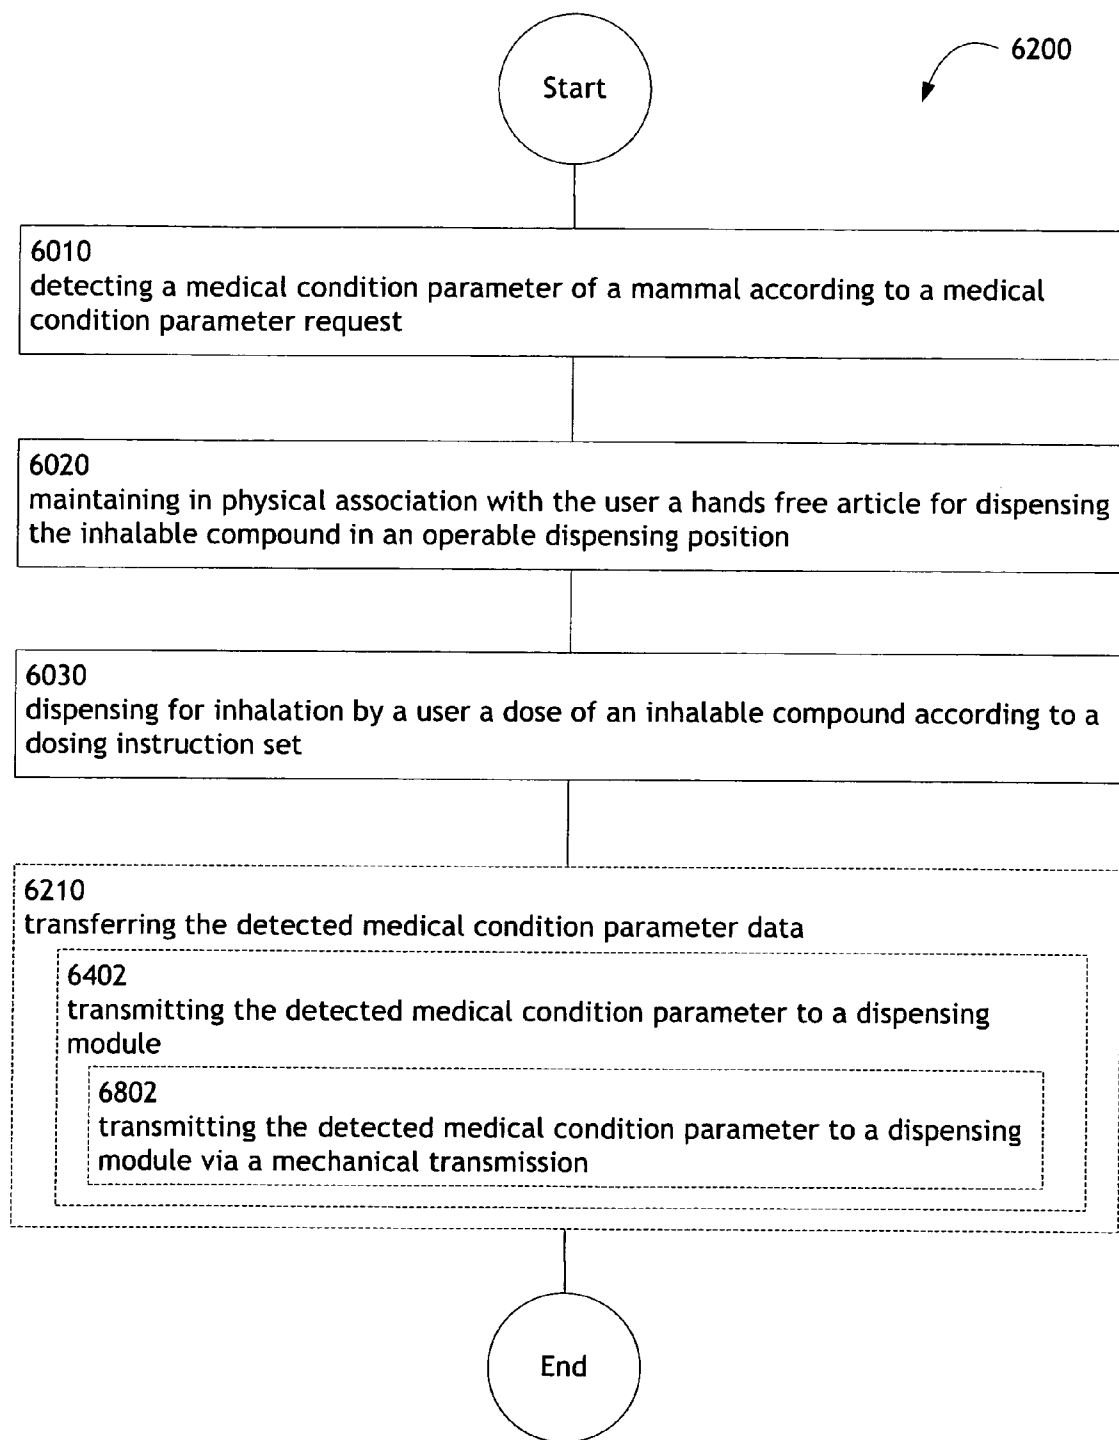 Start
6200
6010
detecting a medical condition parameter of a mammal according to a medical
condition parameter request
6020
maintaining in physical association with the user a hands free article for dispensing
the inhalable compound in an operable dispensing position
6030
dispensing for inhalation by a user a dose of an inhalable compound according to a
dosing instruction set
6210
transferring the detected medical condition parameter data
6402
transmitting the detected medical condition parameter to a dispensing
module
6802
transmitting the detected medical condition parameter to a dispensing
module via a mechanical transmission
End